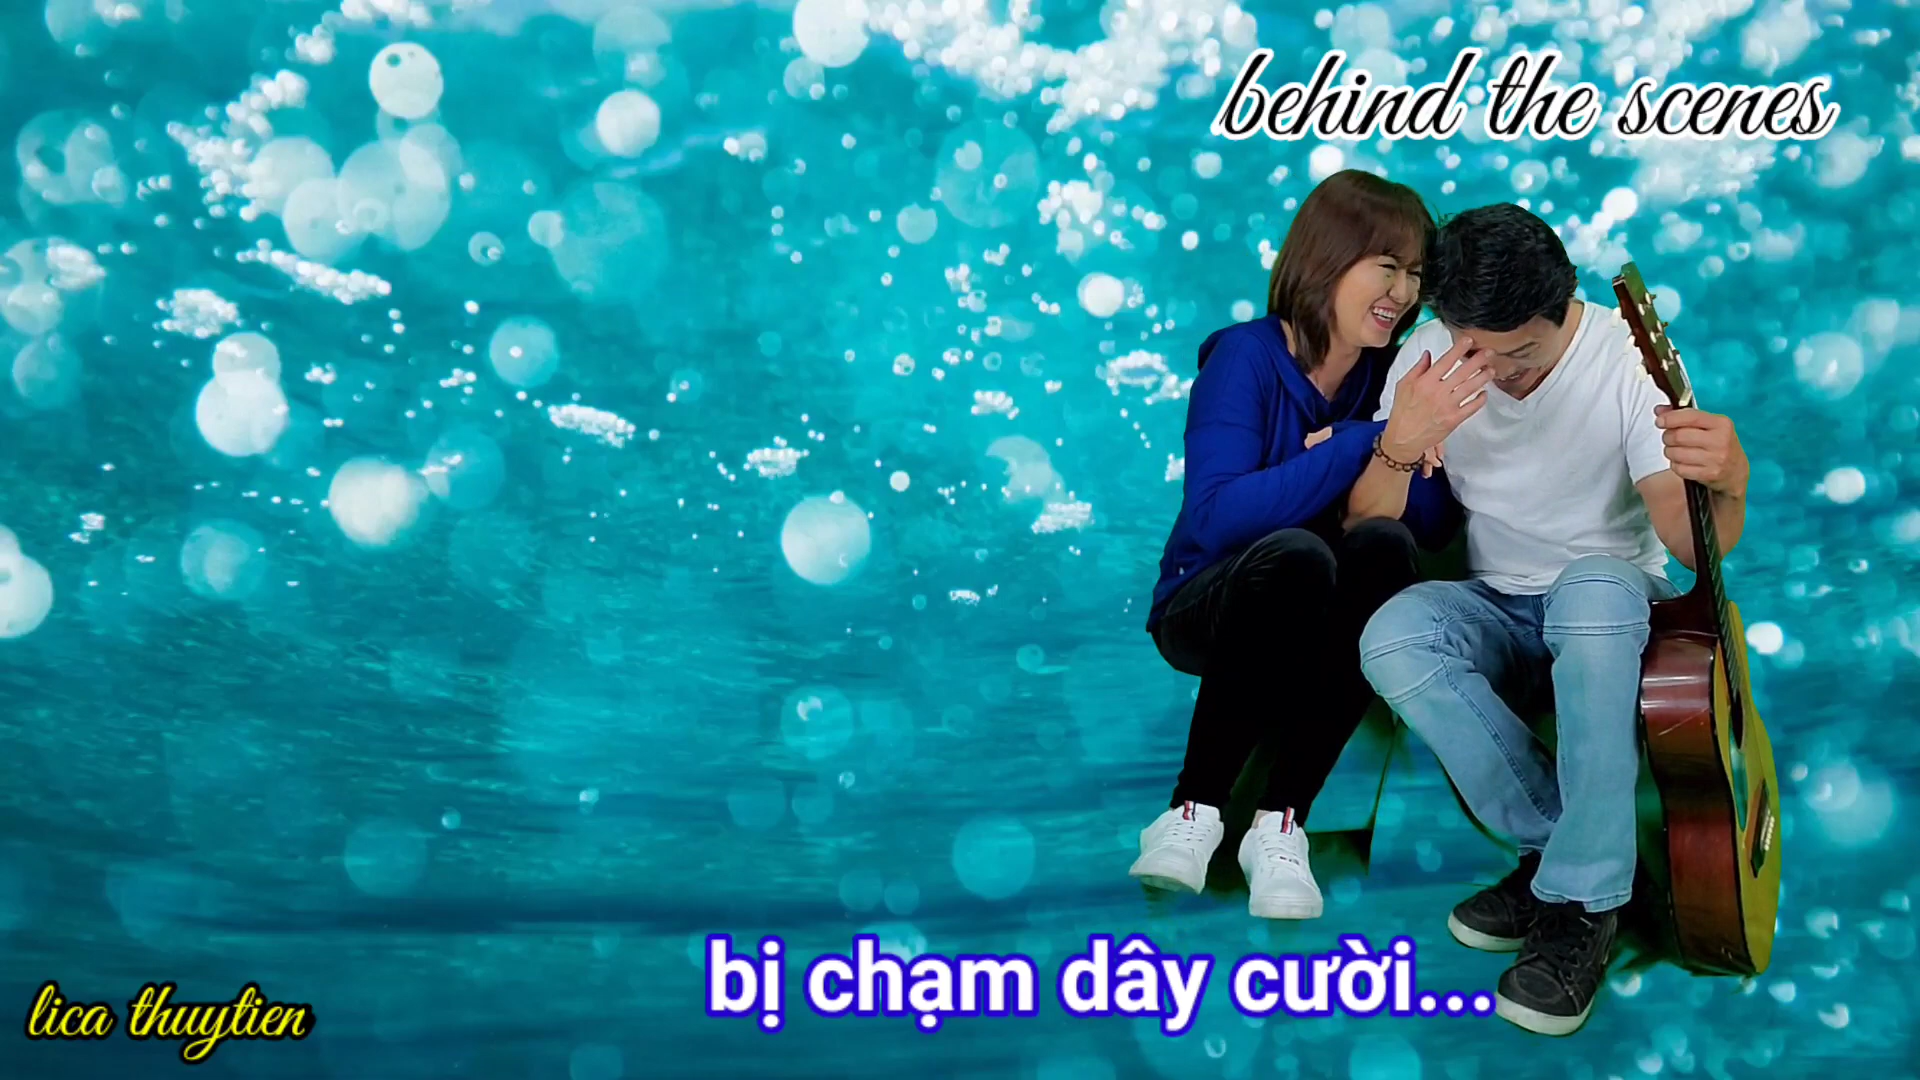 behind the scenes
bị chạm dây cười...
lica thuytien